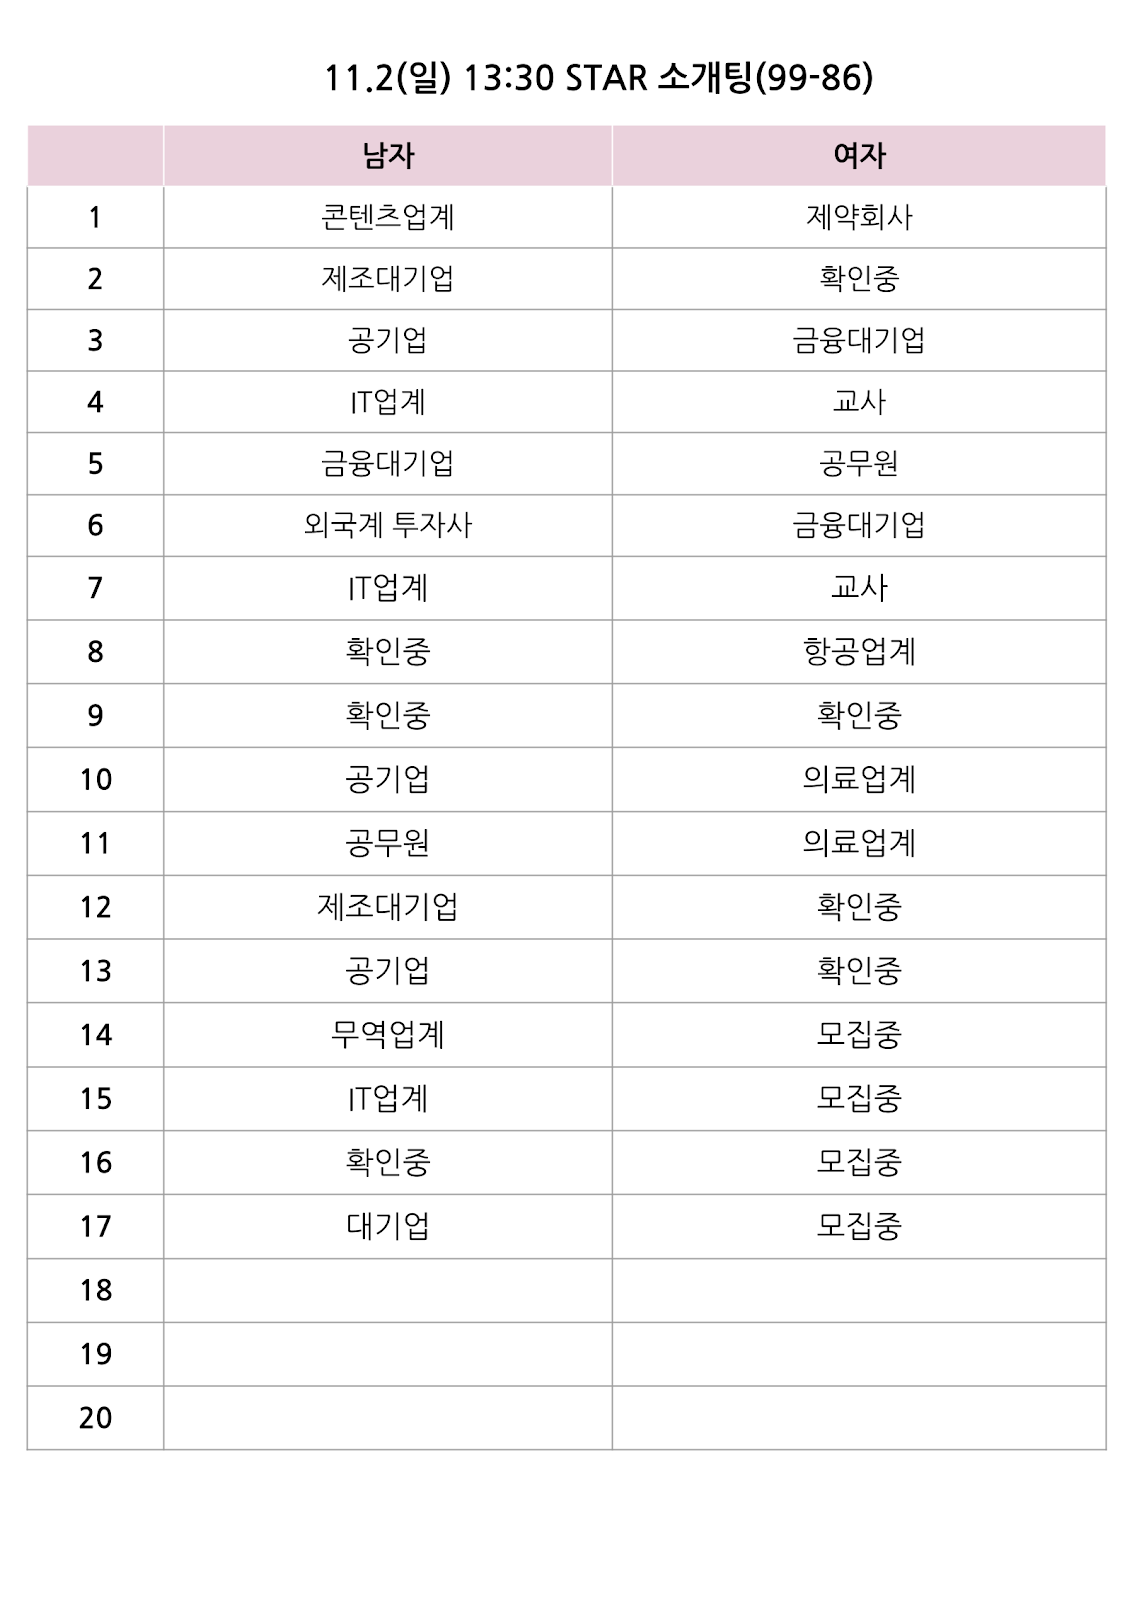 11.2(일) 13:30 STAR 소개팅(99-86)
남자 여자
1 콘텐츠업계 제약회사
2 제조대기업 확인중
3 공기업 금융대기업
4 IT업계 교사
5 금융대기업 공무원
6 외국계 투자사 금융대기업
7 IT업계 교사
8 확인중 항공업계
9 확인중 확인중
10 공기업 의료업계
11 공무원 의료업계
12 제조대기업 확인중
13 공기업 확인중
14 무역업계 모집중
15 IT업계 모집중
16 확인중 모집중
17 대기업 모집중
18
19
20